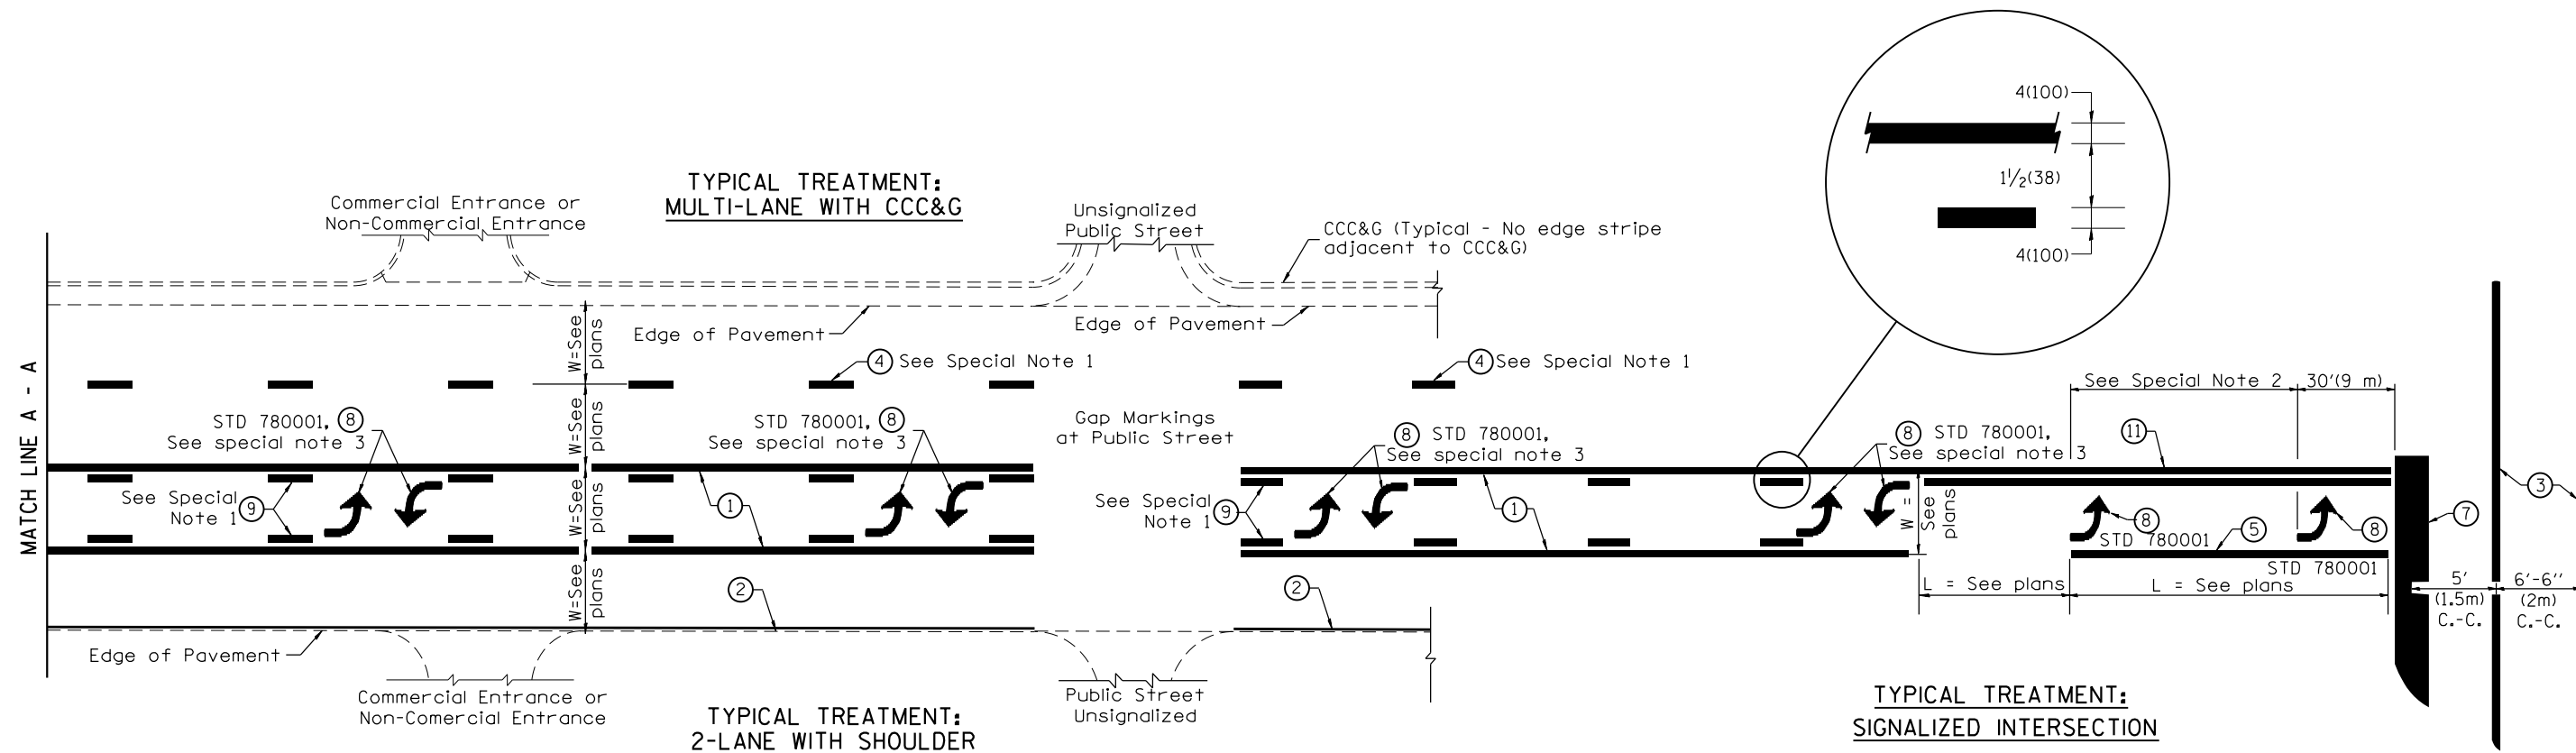 4(100)
1 1/2(38)
4(100)
TYPICAL TREATMENT:
MULTI-LANE WITH CCC&G
Commercial Entrance or
Non-Commercial Entrance
Unsignalized
Public Street
CCC&G (Typical - No edge stripe
adjacent to CCC&G)
Edge of Pavement
Edge of Pavement
MATCH LINE A - A
W=See
plans
W=See
plans
W=See
plans
W=See
plans
4 See Special Note 1
4 See Special Note 1
See Special Note 2
30'(9 m)
STD 780001, 8
See special note 3
STD 780001, 8
See special note 3
Gap Markings
at Public Street
8 STD 780001,
See special note 3
8 STD 780001,
See special note 3
11
See Special
Note 1
9
1
See Special
Note 1
9
1
W =
See
plans
8
STD 780001
5
8
7
3
STD 780001
L = See plans
L = See plans
5'
(1.5m)
C.-C.
6'-6"
(2m)
C.-C.
2
2
Edge of Pavement
Commercial Entrance or
Non-Comercial Entrance
Public Street
Unsignalized
TYPICAL TREATMENT:
2-LANE WITH SHOULDER
TYPICAL TREATMENT:
SIGNALIZED INTERSECTION